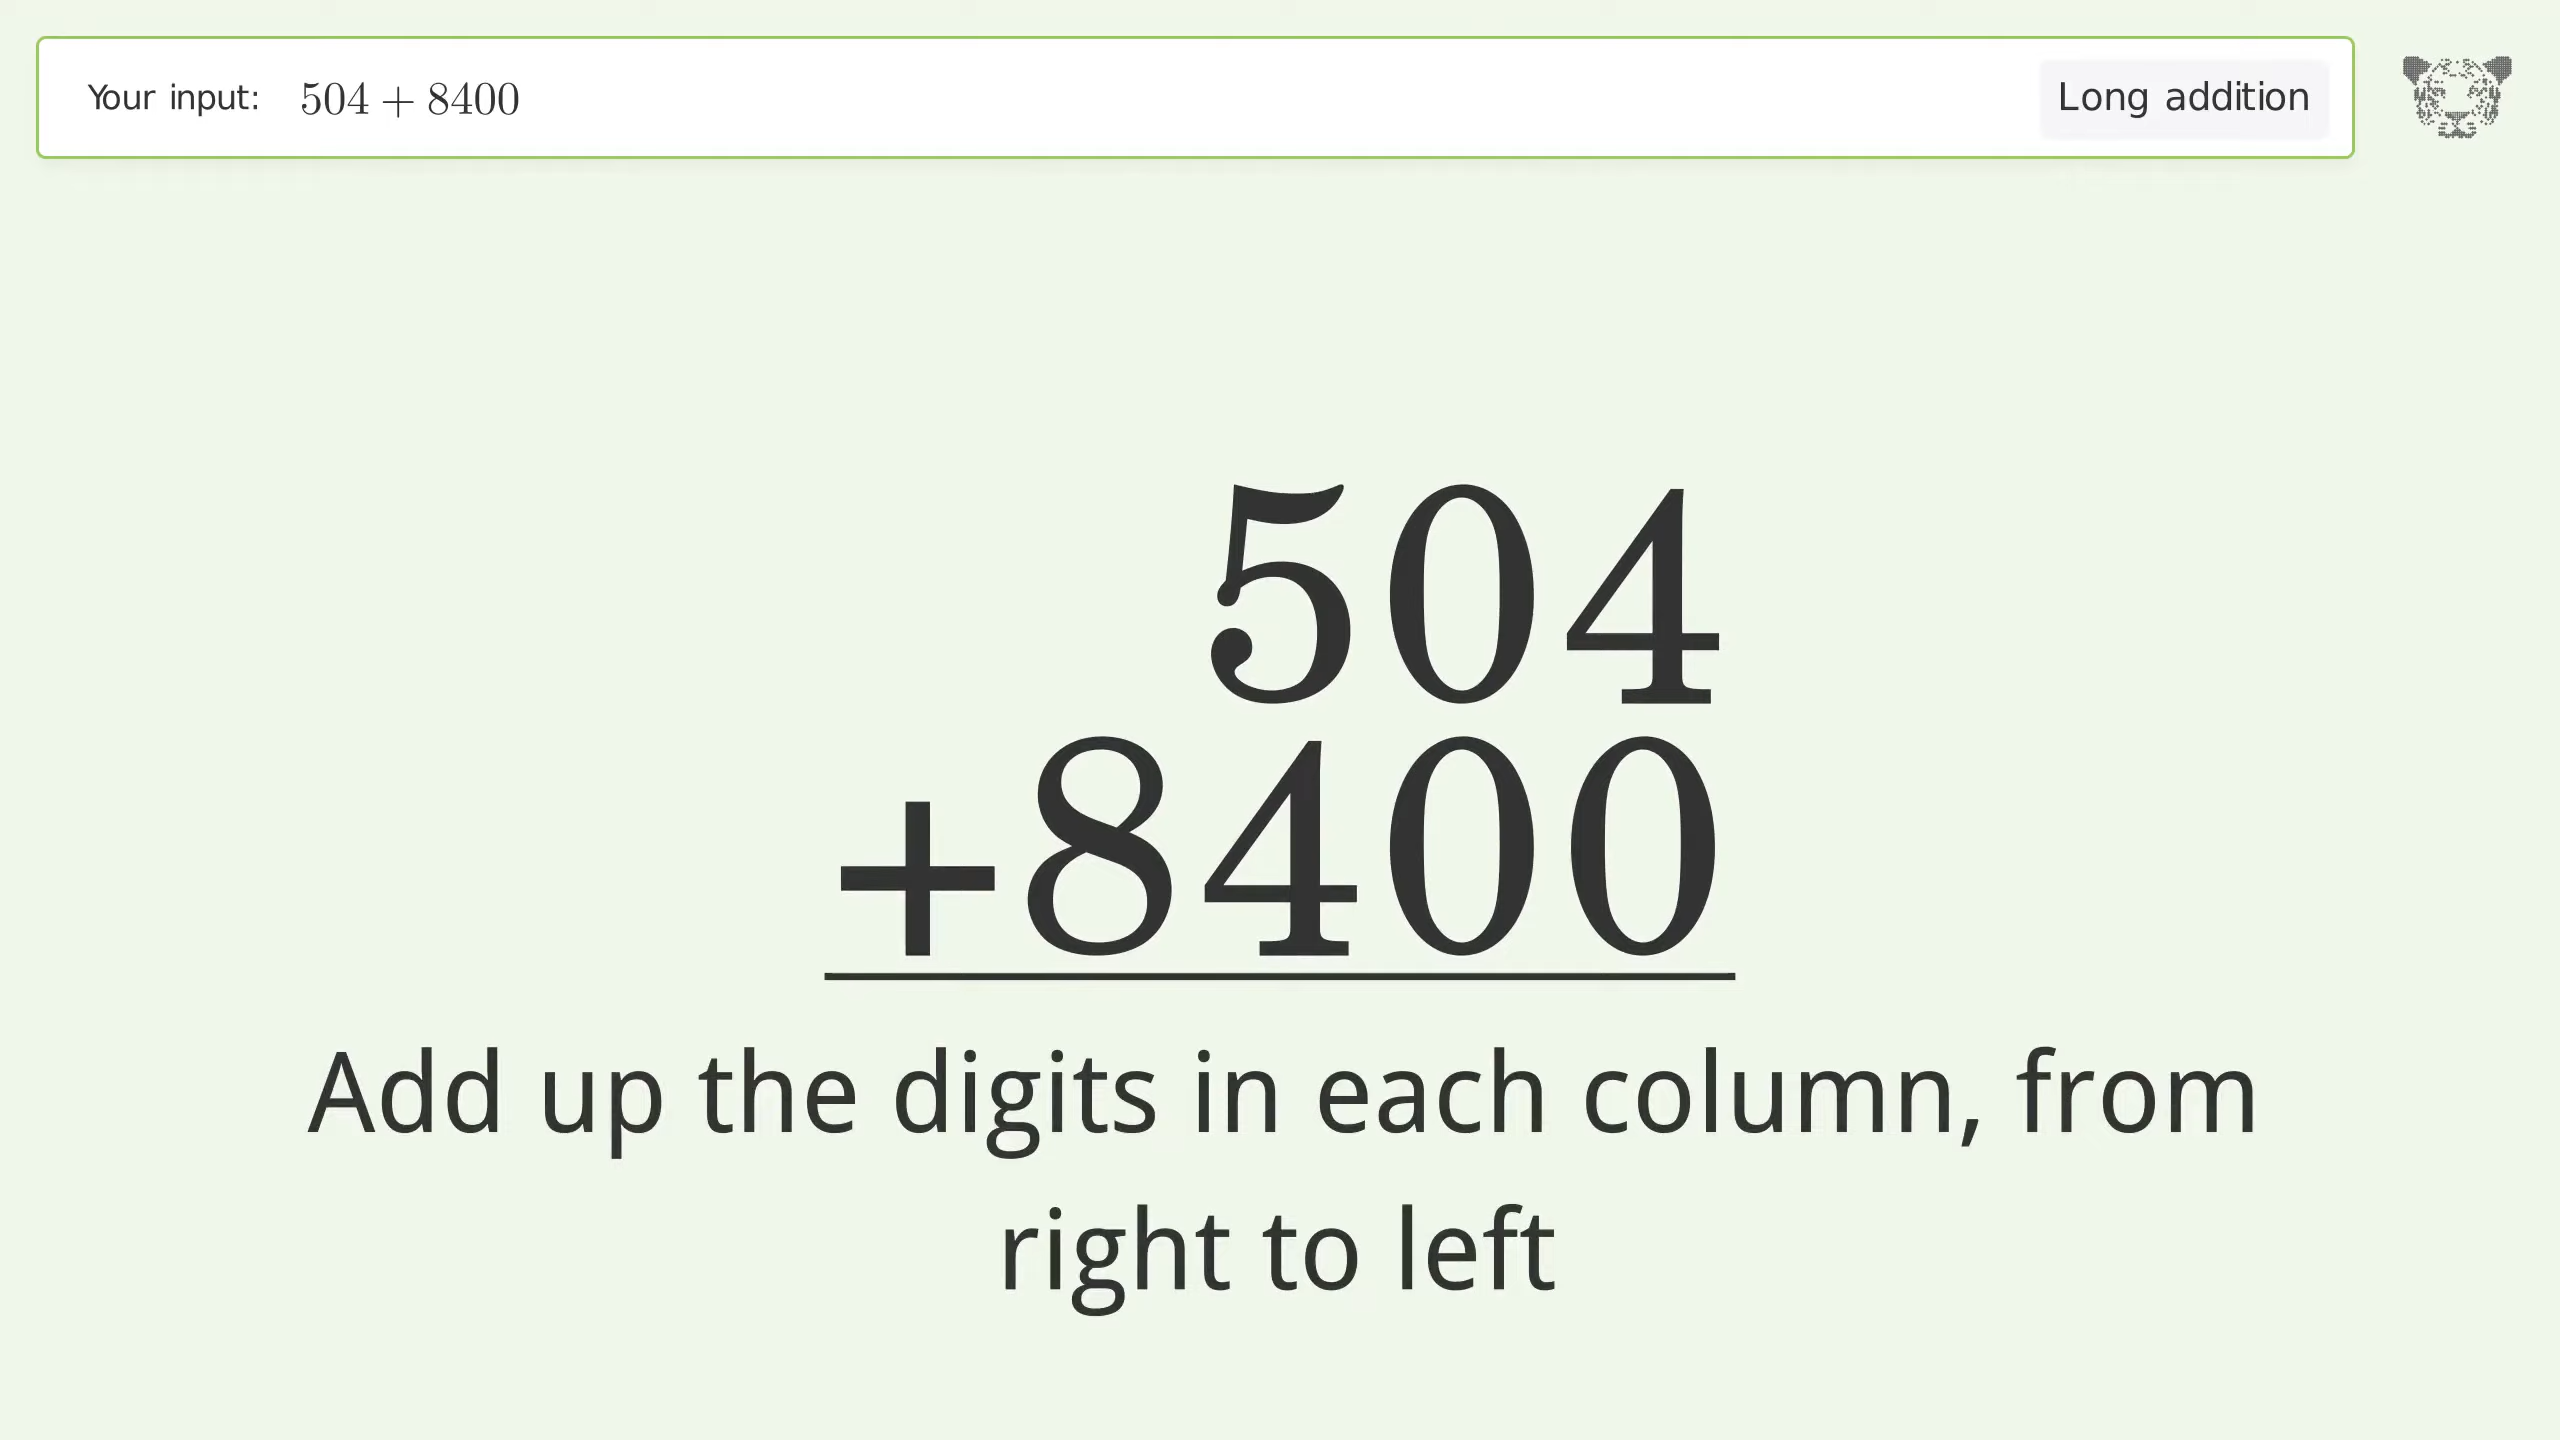 Your input: 504 + 8400
Long addition
504
+8400
Add up the digits in each column, from
right to left